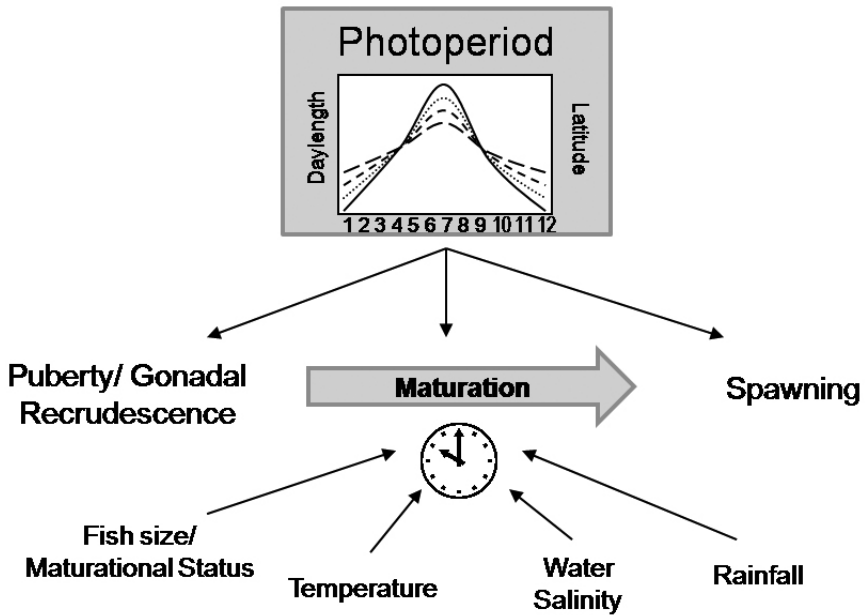 Photoperiod
Daylength
Latitude
1 2 3 4 5 6 7 8 9 10 11 12
Puberty/ Gonadal
Recrudescence
Maturation
Spawning
Fish size/
Maturational Status
Temperature
Water
Salinity
Rainfall